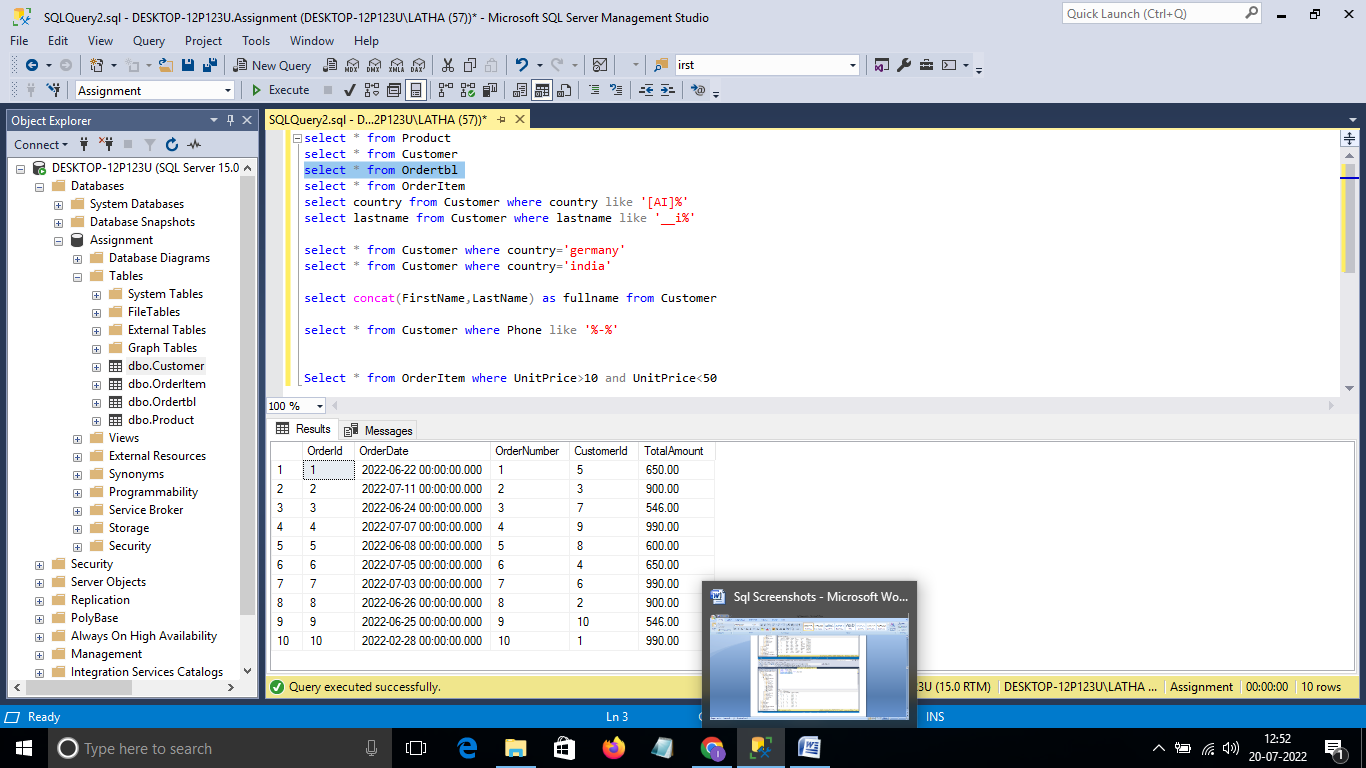 SQLQuery2.sql - DESKTOP-12P123U.Assignment (DESKTOP-12P123U\LATHA (57))* - Microsoft SQL Server Management Studio
Quick Launch (Ctrl+Q)
File Edit View Query Project Tools Window Help
New Query MDX DMX XMLA DAX irst
Assignment Execute
Object Explorer
Connect
DESKTOP-12P123U (SQL Server 15.0
Databases
System Databases
Database Snapshots
Assignment
Database Diagrams
Tables
System Tables
FileTables
External Tables
Graph Tables
dbo.Customer
dbo.OrderItem
dbo.Ordertbl
dbo.Product
Views
External Resources
Synonyms
Programmability
Service Broker
Storage
Security
Security
Server Objects
Replication
PolyBase
Always On High Availability
Management
Integration Services Catalogs
SQLQuery2.sql - D...2P123U\LATHA (57))*
select * from Product
select * from Customer
select * from Ordertbl
select * from OrderItem
select country from Customer where country like '[AI]%'
select lastname from Customer where lastname like '__i%'
select * from Customer where country='germany'
select * from Customer where country='india'
select concat(FirstName,LastName) as fullname from Customer
select * from Customer where Phone like '%-%'
Select * from OrderItem where UnitPrice>10 and UnitPrice<50
100 %
Results Messages
OrderId OrderDate OrderNumber CustomerId TotalAmount
1 1 2022-06-22 00:00:00.000 1 5 650.00
2 2 2022-07-11 00:00:00.000 2 3 900.00
3 3 2022-06-24 00:00:00.000 3 7 546.00
4 4 2022-07-07 00:00:00.000 4 9 990.00
5 5 2022-06-08 00:00:00.000 5 8 600.00
6 6 2022-07-05 00:00:00.000 6 4 650.00
7 7 2022-07-03 00:00:00.000 7 6 990.00
8 8 2022-06-26 00:00:00.000 8 2 900.00
9 9 2022-06-25 00:00:00.000 9 10 546.00
10 10 2022-02-28 00:00:00.000 10 1 990.00
Sql Screenshots - Microsoft Wo...
Query executed successfully.
3U (15.0 RTM) DESKTOP-12P123U\LATHA ... Assignment 00:00:00 10 rows
Ready Ln 3 INS
Type here to search
12:52
20-07-2022
1